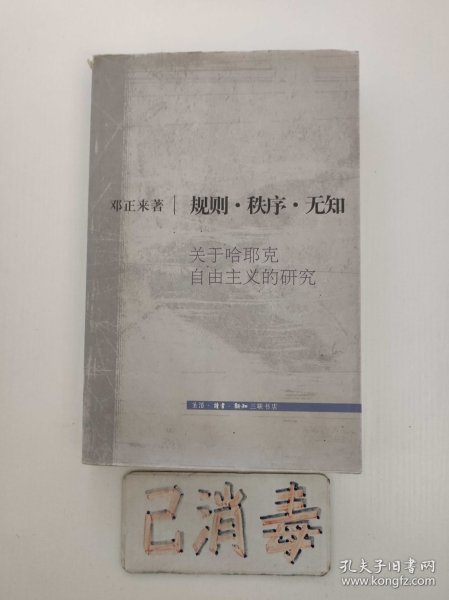 邓正来著 | 规则·秩序·无知
关于哈耶克
自由主义的研究
生活·讀書·新知三联书店
已消毒
孔夫子旧书网
www.kongfz.com